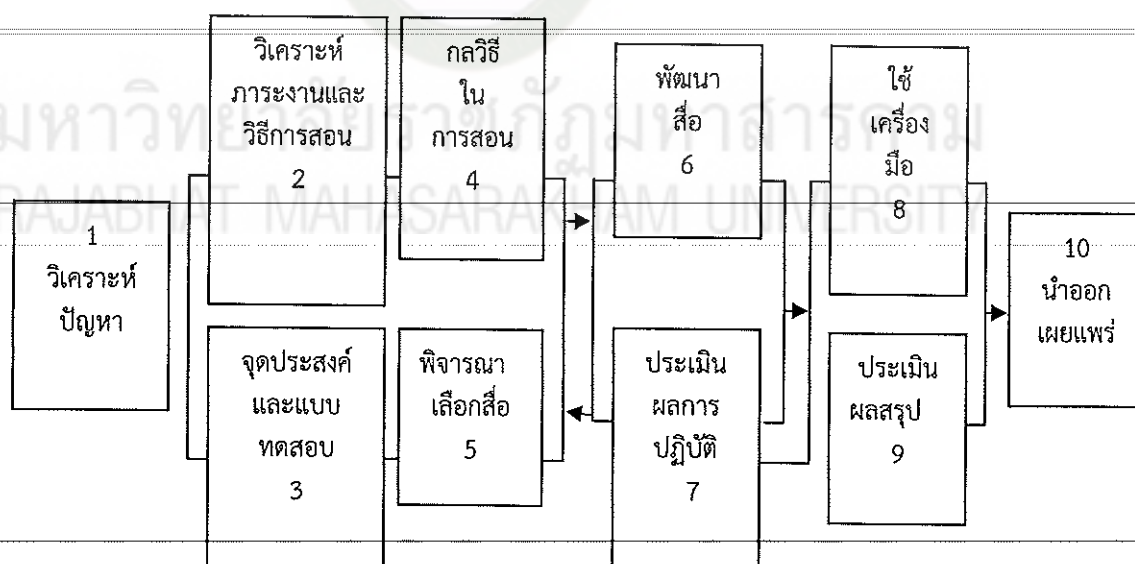 1
วิเคราะห์
ปัญหา
วิเคราะห์
ภาระงานและ
วิธีการสอน
2
จุดประสงค์
และแบบ
ทดสอบ
3
กลวิธี
ใน
การสอน
4
พิจารณา
เลือกสื่อ
5
พัฒนา
สื่อ
6
ประเมิน
ผลการ
ปฏิบัติ
7
ใช้
เครื่อง
มือ
8
ประเมิน
ผลสรุป
9
10
นำออก
เผยแพร่
มหาวิทยาลัยราชภัฏมหาสารคาม
RAJABHAT MAHASARAKHAM UNIVERSITY